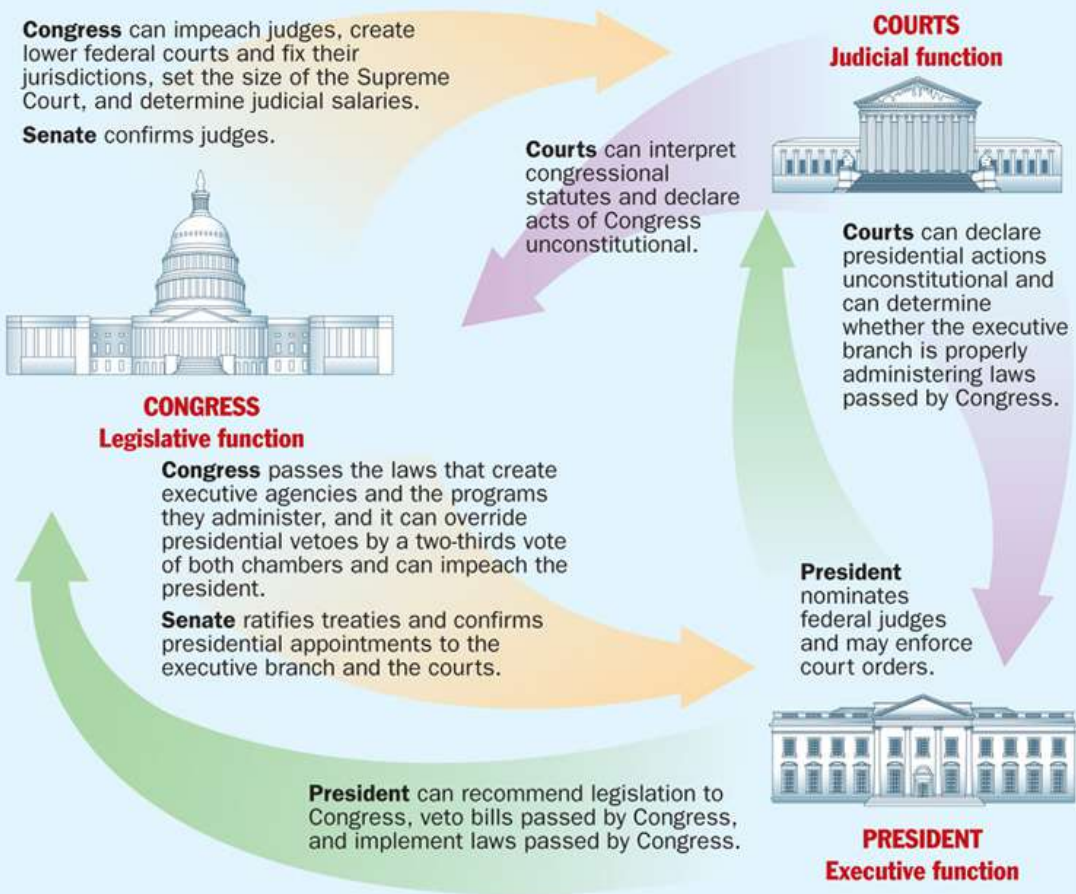 Congress can impeach judges, create
lower federal courts and fix their
jurisdictions, set the size of the Supreme
Court, and determine judicial salaries.
Senate confirms judges.
COURTS
Judicial function
Courts can interpret
congressional
statutes and declare
acts of Congress
unconstitutional.
Courts can declare
presidential actions
unconstitutional and
can determine
whether the executive
branch is properly
administering laws
passed by Congress.
CONGRESS
Legislative function
Congress passes the laws that create
executive agencies and the programs
they administer, and it can override
presidential vetoes by a two-thirds vote
of both chambers and can impeach the
president.
Senate ratifies treaties and confirms
presidential appointments to the
executive branch and the courts.
President
nominates
federal judges
and may enforce
court orders.
President can recommend legislation to
Congress, veto bills passed by Congress,
and implement laws passed by Congress.
PRESIDENT
Executive function